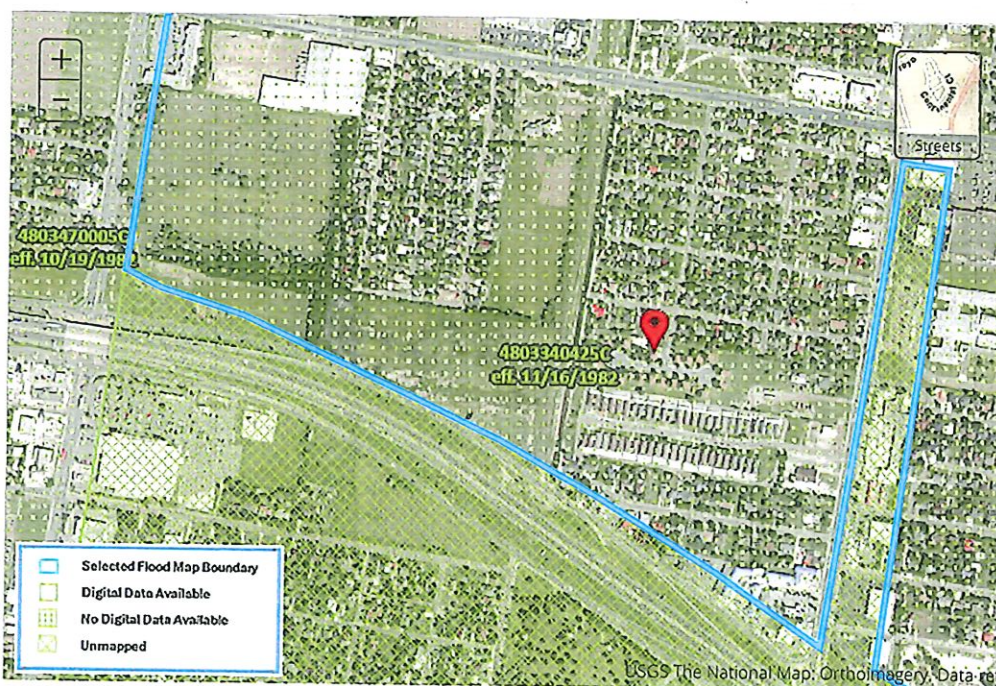 +
−
Streets
4803470005C
eff. 10/19/1982
4803340425C
eff. 11/16/1982
Selected Flood Map Boundary
Digital Data Available
No Digital Data Available
Unmapped
USGS The National Map: Orthoimagery. Data re